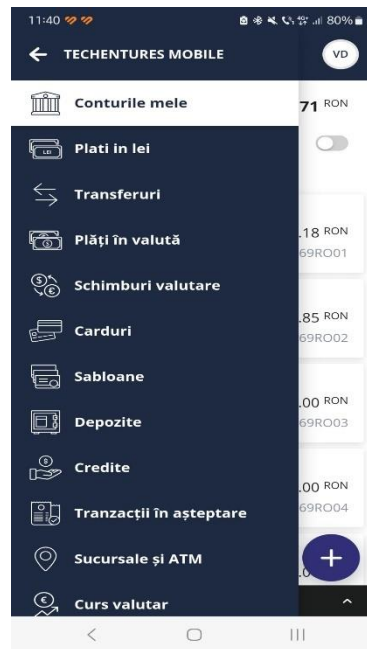 11:40 80%
TECHENTURES MOBILE VD
Conturile mele 71 RON
Plati in lei
LEI
Transferuri
Plăți în valută .18 RON
69RO01
Schimburi valutare
Carduri .85 RON
69RO02
Sabloane
.00 RON
Depozite 69RO03
Credite
.00 RON
Tranzacții în așteptare 69RO04
Sucursale și ATM +
Curs valutar